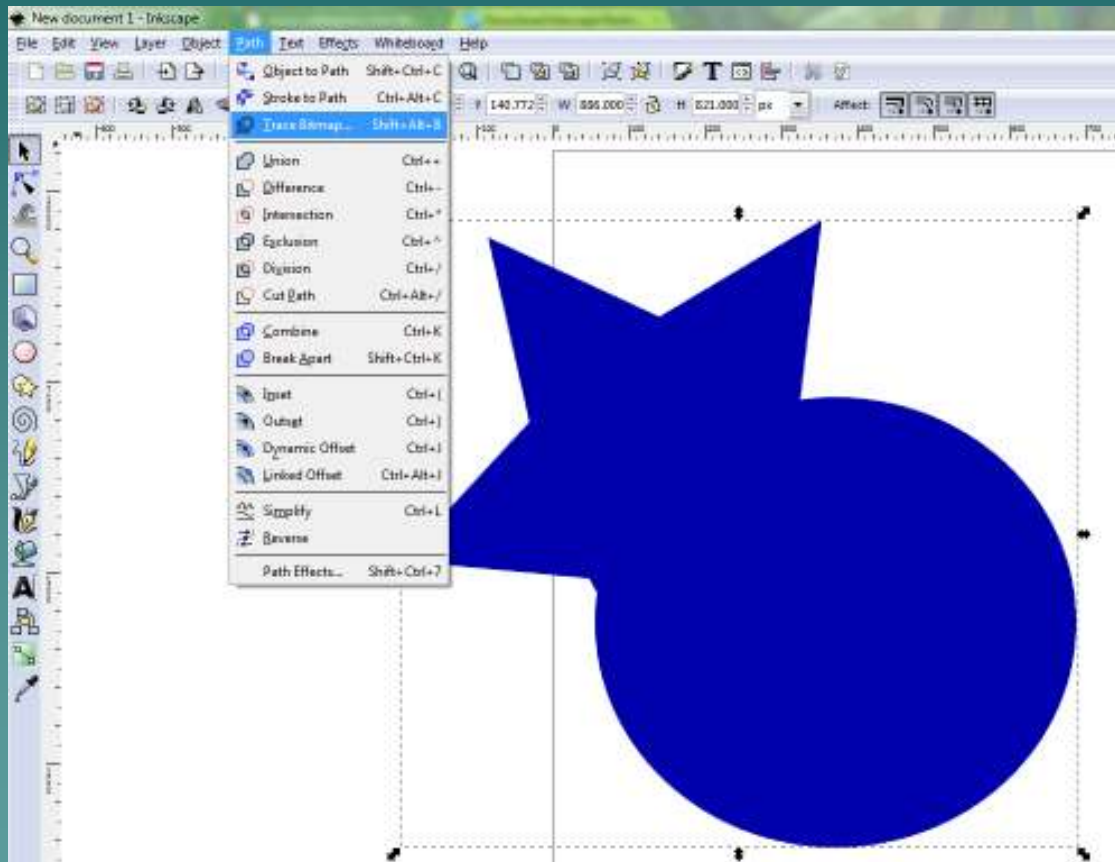 New document 1 - Inkscape
File Edit View Layer Object Path Text Effects Whiteboard Help
Object to Path Shift+Ctrl+C
Stroke to Path Ctrl+Alt+C
Y 140.772 W 886.000 H 821.000 px Affect:
Trace Bitmap... Shift+Alt+B
Union Ctrl++
Difference Ctrl+-
Intersection Ctrl+*
Exclusion Ctrl+^
Division Ctrl+/
Cut Path Ctrl+Alt+/
Combine Ctrl+K
Break Apart Shift+Ctrl+K
Inset Ctrl+(
Outset Ctrl+)
Dynamic Offset Ctrl+J
Linked Offset Ctrl+Alt+J
Simplify Ctrl+L
Reverse
Path Effects... Shift+Ctrl+7